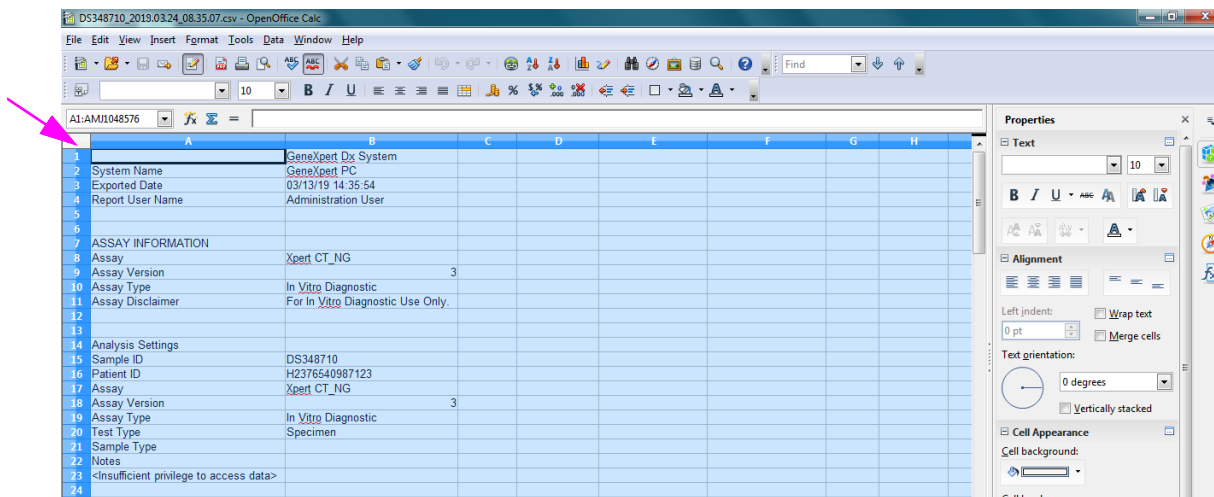 DS348710_2019.03.24_08.35.07.csv - OpenOffice Calc
File Edit View Insert Format Tools Data Window Help
Find
10 B I U
A1:AMJ1048576
A B C D E F G H
1 GeneXpert Dx System
2 System Name GeneXpert PC
3 Exported Date 03/13/19 14:35:54
4 Report User Name Administration User
5
6
7 ASSAY INFORMATION
8 Assay Xpert CT_NG
9 Assay Version 3
10 Assay Type In Vitro Diagnostic
11 Assay Disclaimer For In Vitro Diagnostic Use Only.
12
13
14 Analysis Settings
15 Sample ID DS348710
16 Patient ID H2376540987123
17 Assay Xpert CT_NG
18 Assay Version 3
19 Assay Type In Vitro Diagnostic
20 Test Type Specimen
21 Sample Type
22 Notes
23 <Insufficient privilege to access data>
24
Properties
Text
10
B I U
Alignment
Left indent: Wrap text
0 pt Merge cells
Text orientation:
0 degrees
Vertically stacked
Cell Appearance
Cell background: